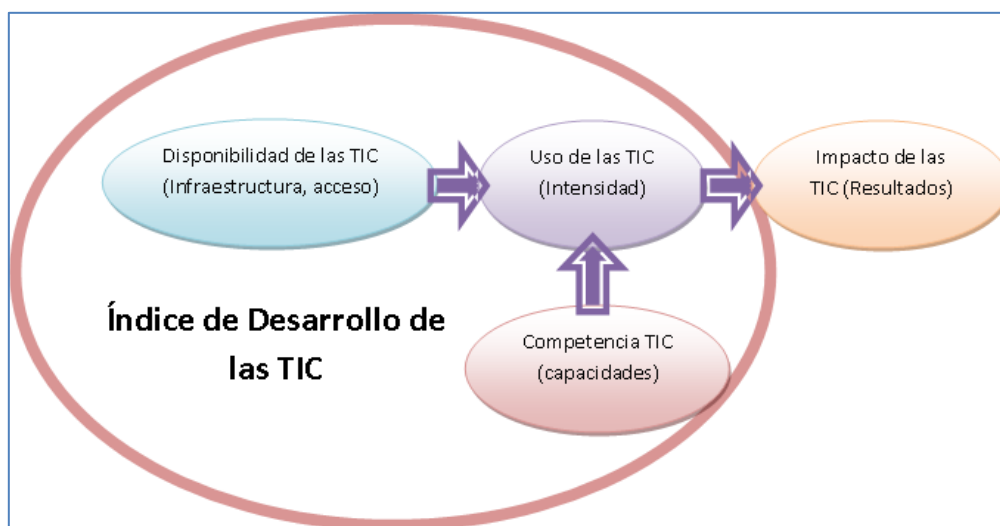 Disponibilidad de las TIC
(Infraestructura, acceso)
Uso de las TIC
(Intensidad)
Impacto de las
TIC (Resultados)
Índice de Desarrollo de
las TIC
Competencia TIC
(capacidades)